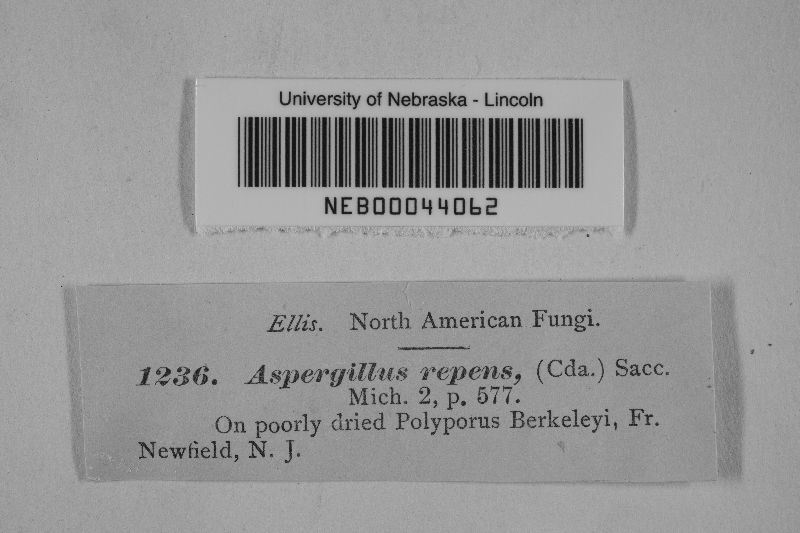 University of Nebraska - Lincoln
NEB00044062
Ellis. North American Fungi.
1236. Aspergillus repens, (Cda.) Sacc.
Mich. 2, p. 577.
On poorly dried Polyporus Berkeleyi, Fr.
Newfield, N. J.